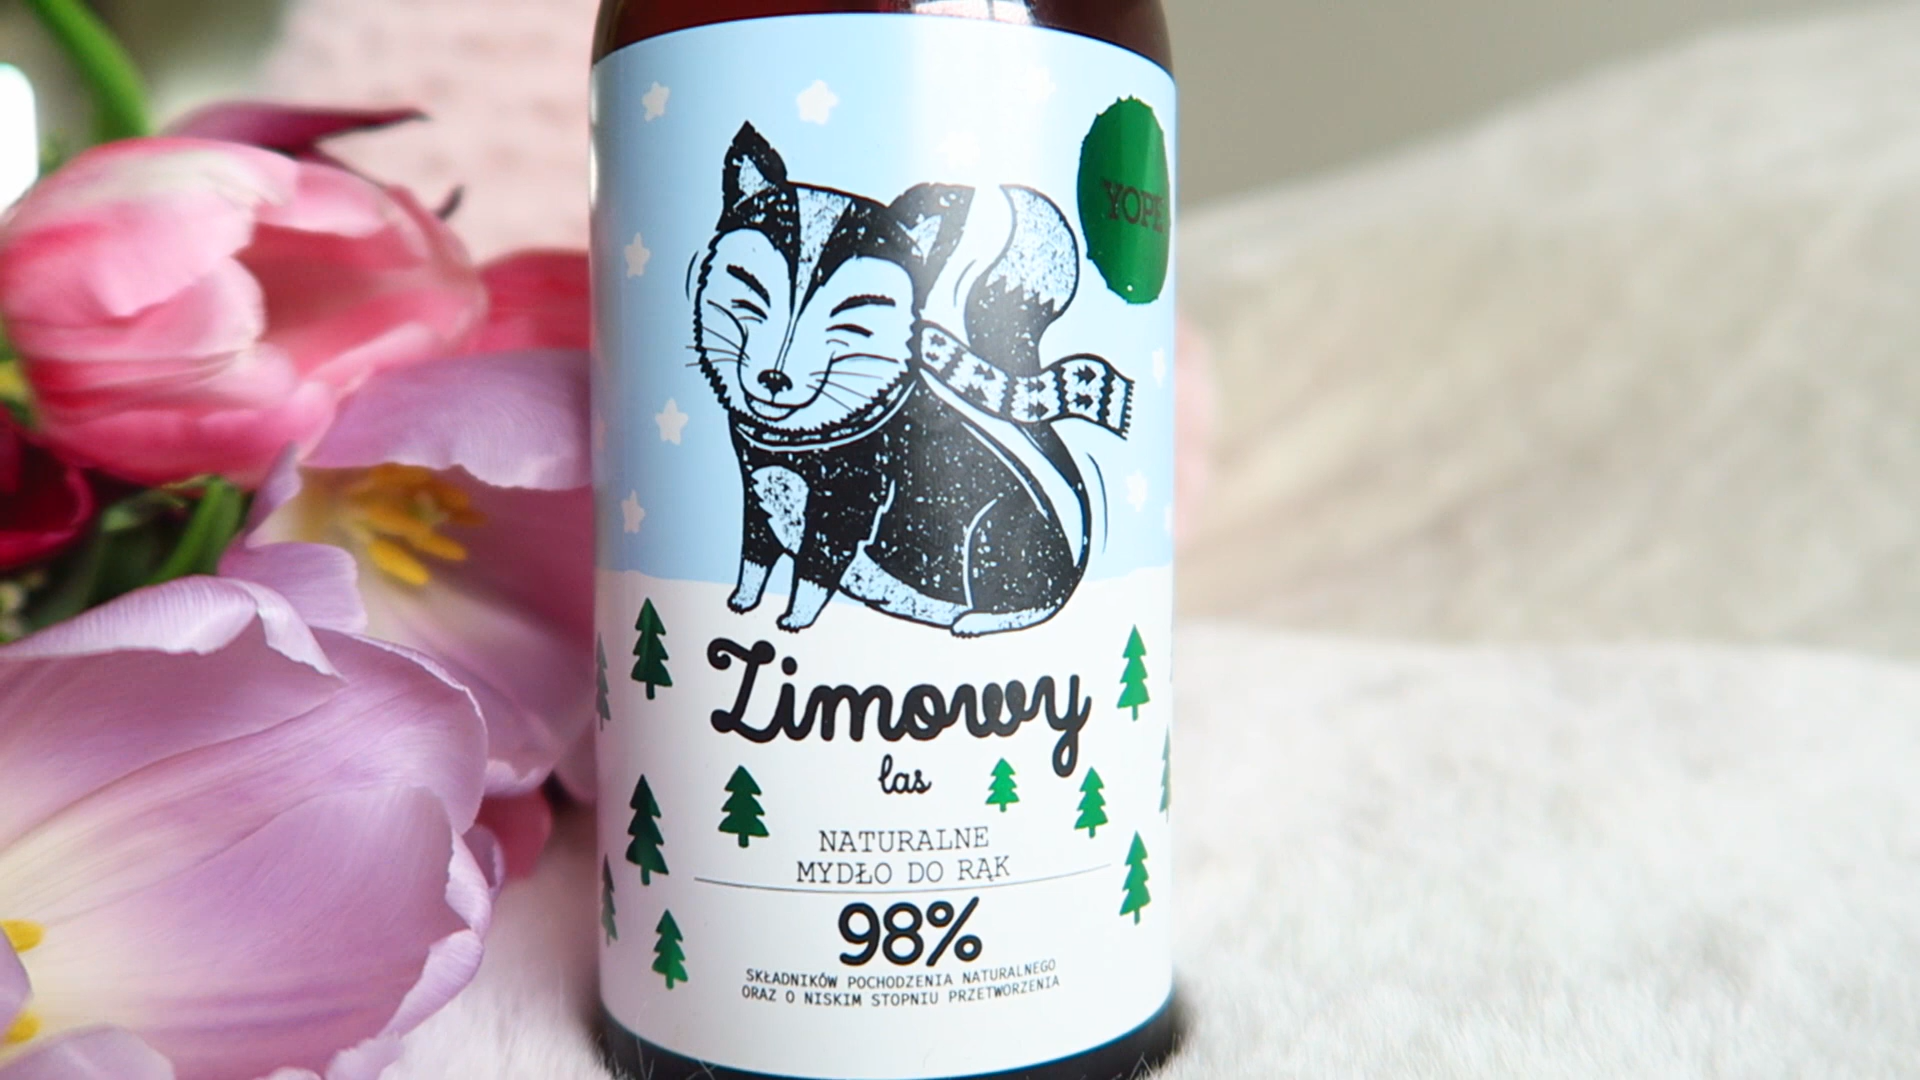 YOPE
Zimowy
las
NATURALNE
MYDŁO DO RĄK
98%
SKŁADNIKÓW POCHODZENIA NATURALNEGO
ORAZ O NISKIM STOPNIU PRZETWORZENIA